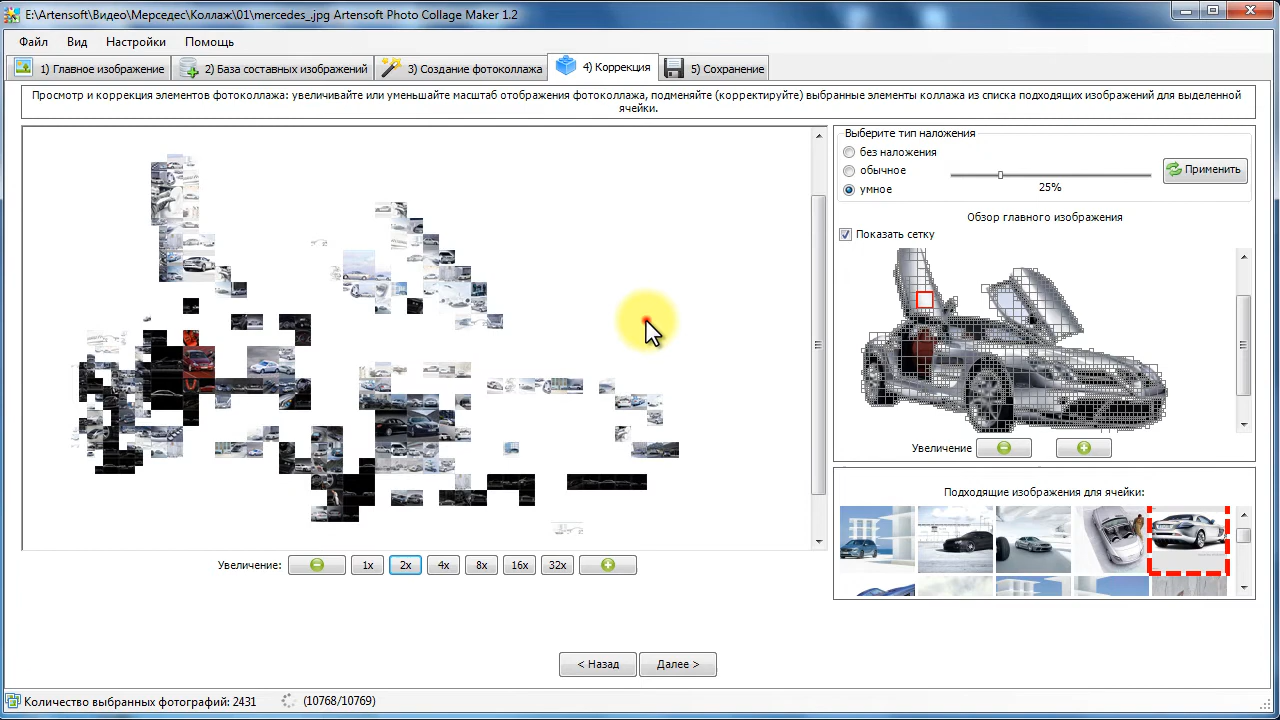 E:\Artensoft\Видео\Мерседес\Коллаж\01\mercedes_.jpg Artensoft Photo Collage Maker 1.2
Файл Вид Настройки Помощь
1) Главное изображение 2) База составных изображений 3) Создание фотоколлажа 4) Коррекция 5) Сохранение
Просмотр и коррекция элементов фотоколлажа: увеличивайте или уменьшайте масштаб отображения фотоколлажа, подменяйте (корректируйте) выбранные элементы коллажа из списка подходящих изображений для выделенной
ячейки.
Выберите тип наложения
без наложения
обычное
умное
25%
Применить
Обзор главного изображения
Показать сетку
Увеличение
Подходящие изображения для ячейки:
Увеличение: 1x 2x 4x 8x 16x 32x
< Назад Далее >
Количество выбранных фотографий: 2431 (10768/10769)